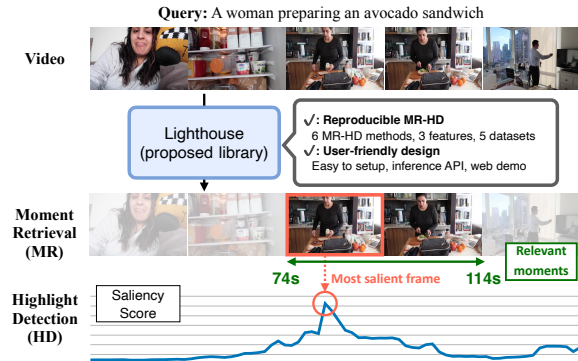 Query: A woman preparing an avocado sandwich
Video
Lighthouse
(proposed library)
✓: Reproducible MR-HD
6 MR-HD methods, 3 features, 5 datasets
✓: User-friendly design
Easy to setup, inference API, web demo
Moment
Retrieval
(MR)
74s
Most salient frame
114s
Relevant
moments
Highlight
Detection
(HD)
Saliency
Score